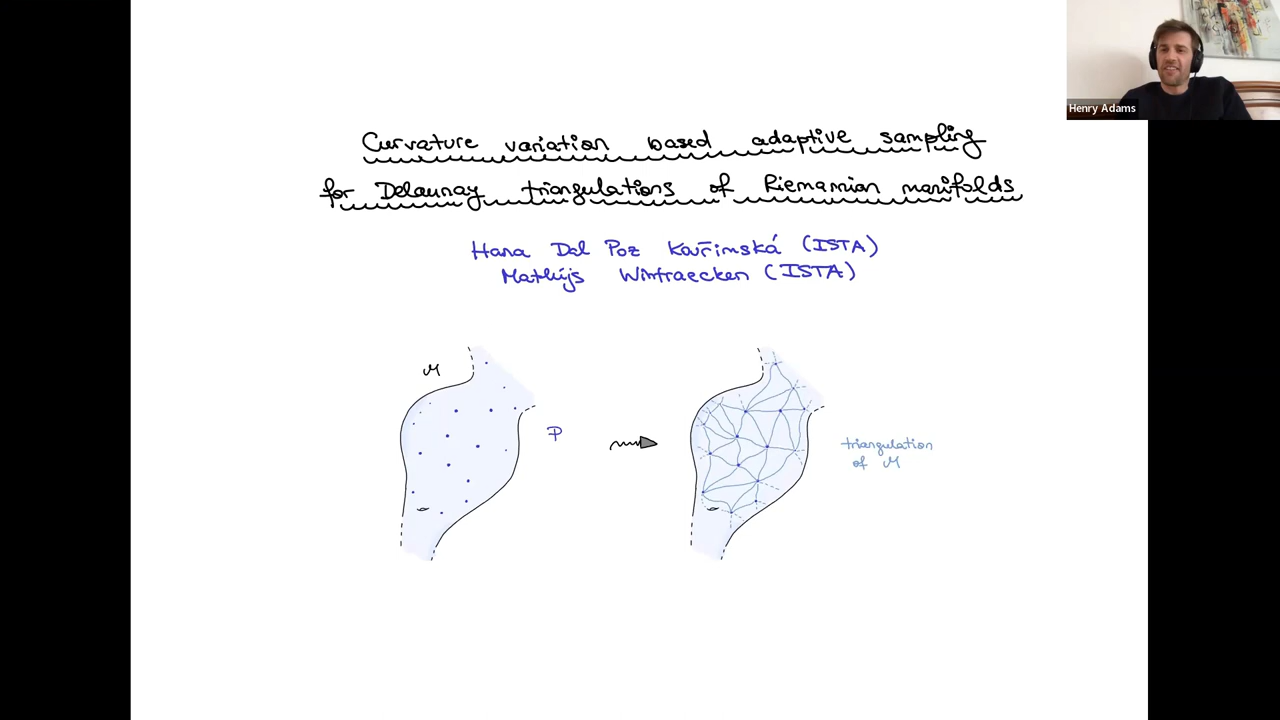 Curvature variation based adaptive sampling
for Delaunay triangulations of Riemannian manifolds
Hana Dal Poz Kouřimská (ISTA)
Mathijs Wintraecken (ISTA)
M
P
triangulation
of M
Henry Adams